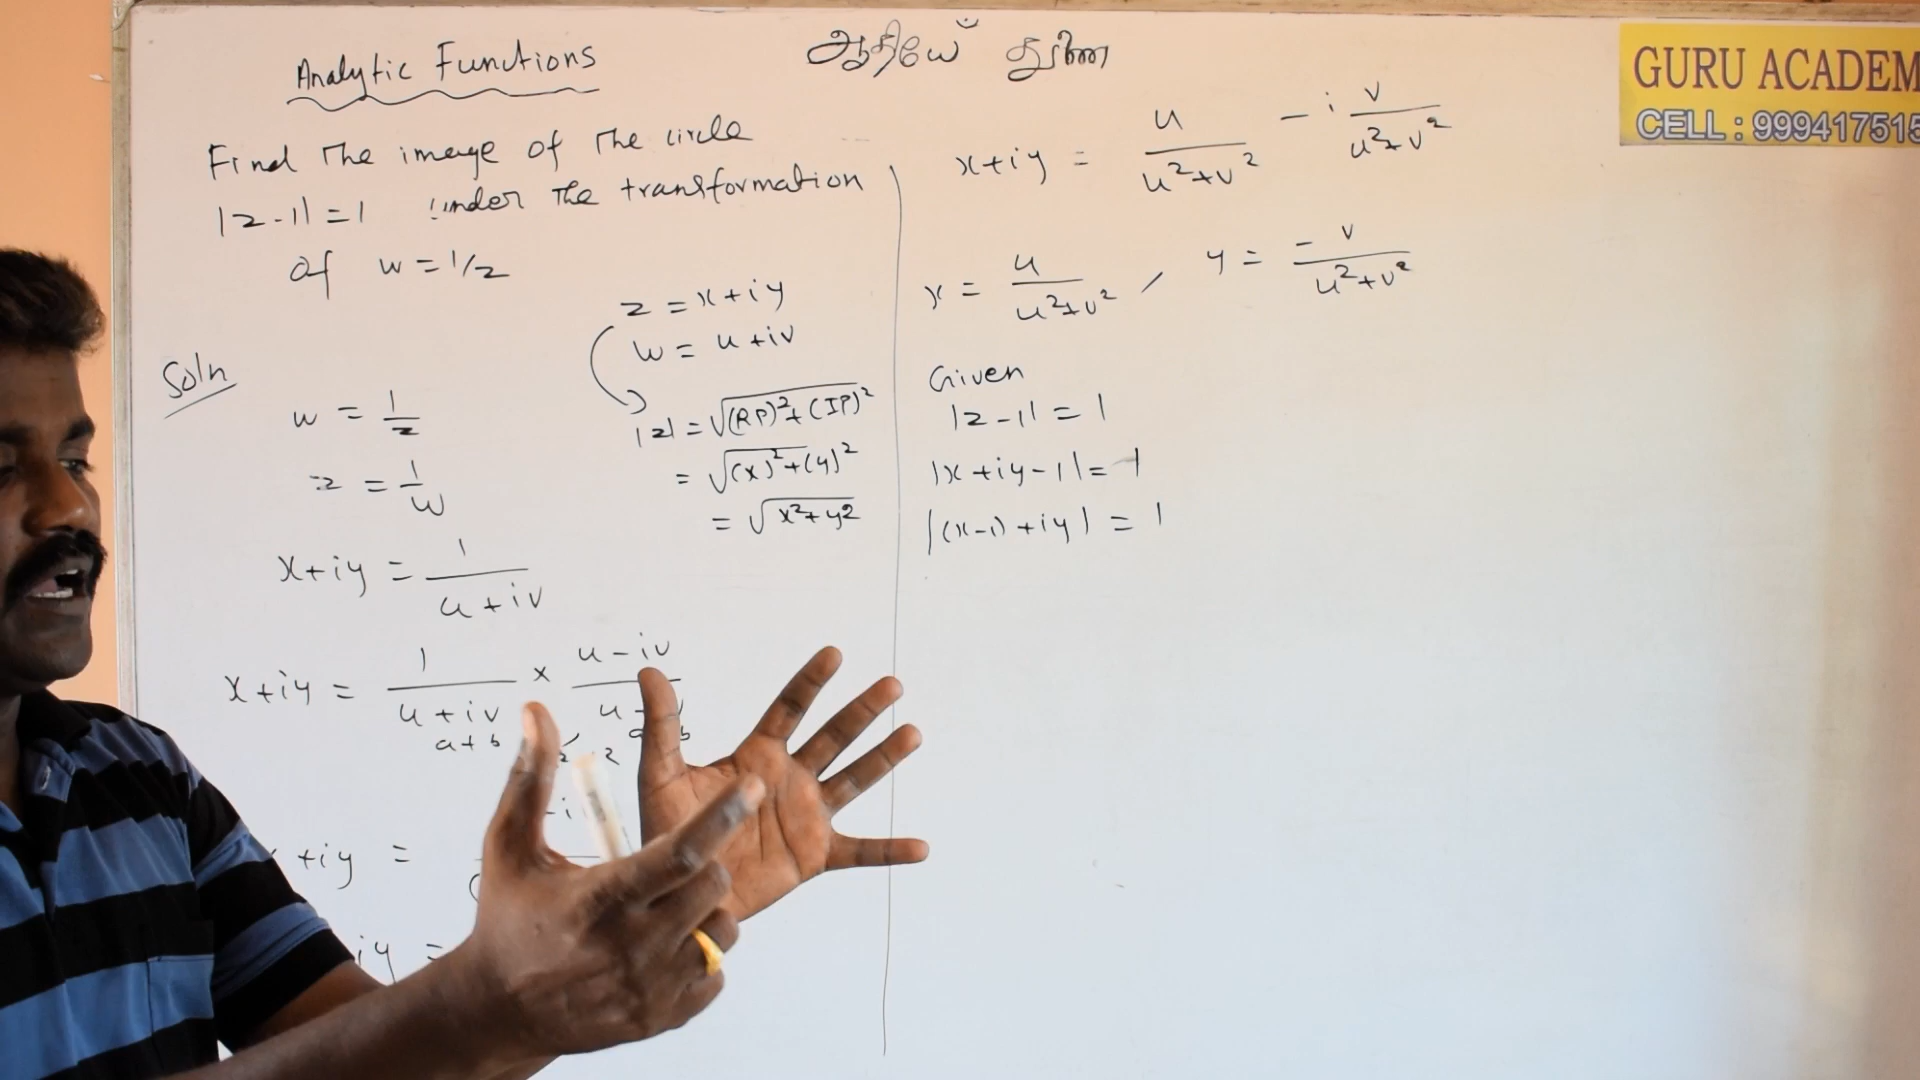 Analytic Functions
ஆதியே துணை
GURU ACADEM
CELL : 999417515
Find The image of The circle
|z-1| = 1 under The transformation
of w = 1/z
Soln
z = x + iy
w = u + iv
|z| = √(RP)² + (IP)²
= √(x)² + (y)²
= √x² + y²
w = 1/z
z = 1/w
x + iy = 1/(u + iv)
x + iy = 1/(u + iv) × (u - iv)/u -
a + b
+ iy =
iy =
x + iy = u/(u² + v²) - i v/(u² + v²)
x = u/(u² + v²) , y = -v/(u² + v²)
Given
|z - 1| = 1
|x + iy - 1| = 1
|(x-1) + iy| = 1